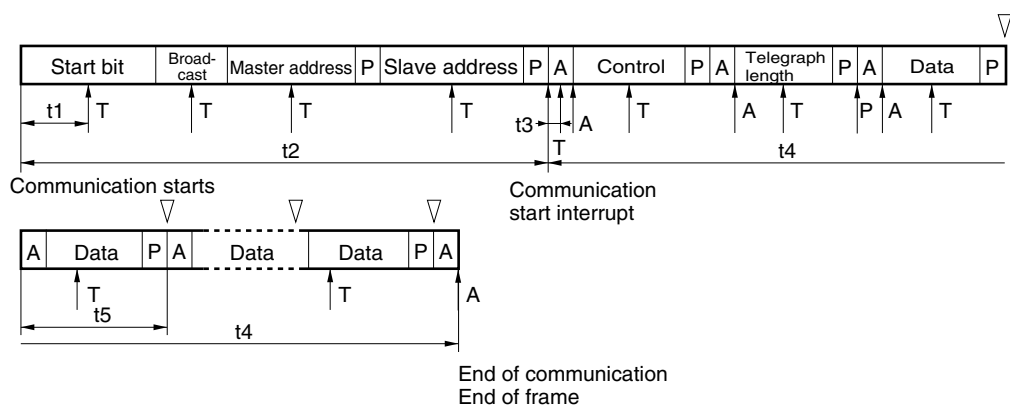 Start bit Broad- Master address P Slave address P A Control P A Telegraph P A Data P
cast length
t1 T T T T t3 A T A T P A T
T
t2 t4
Communication starts Communication
start interrupt
A Data P A Data Data P A
T T A
t5
t4
End of communication
End of frame